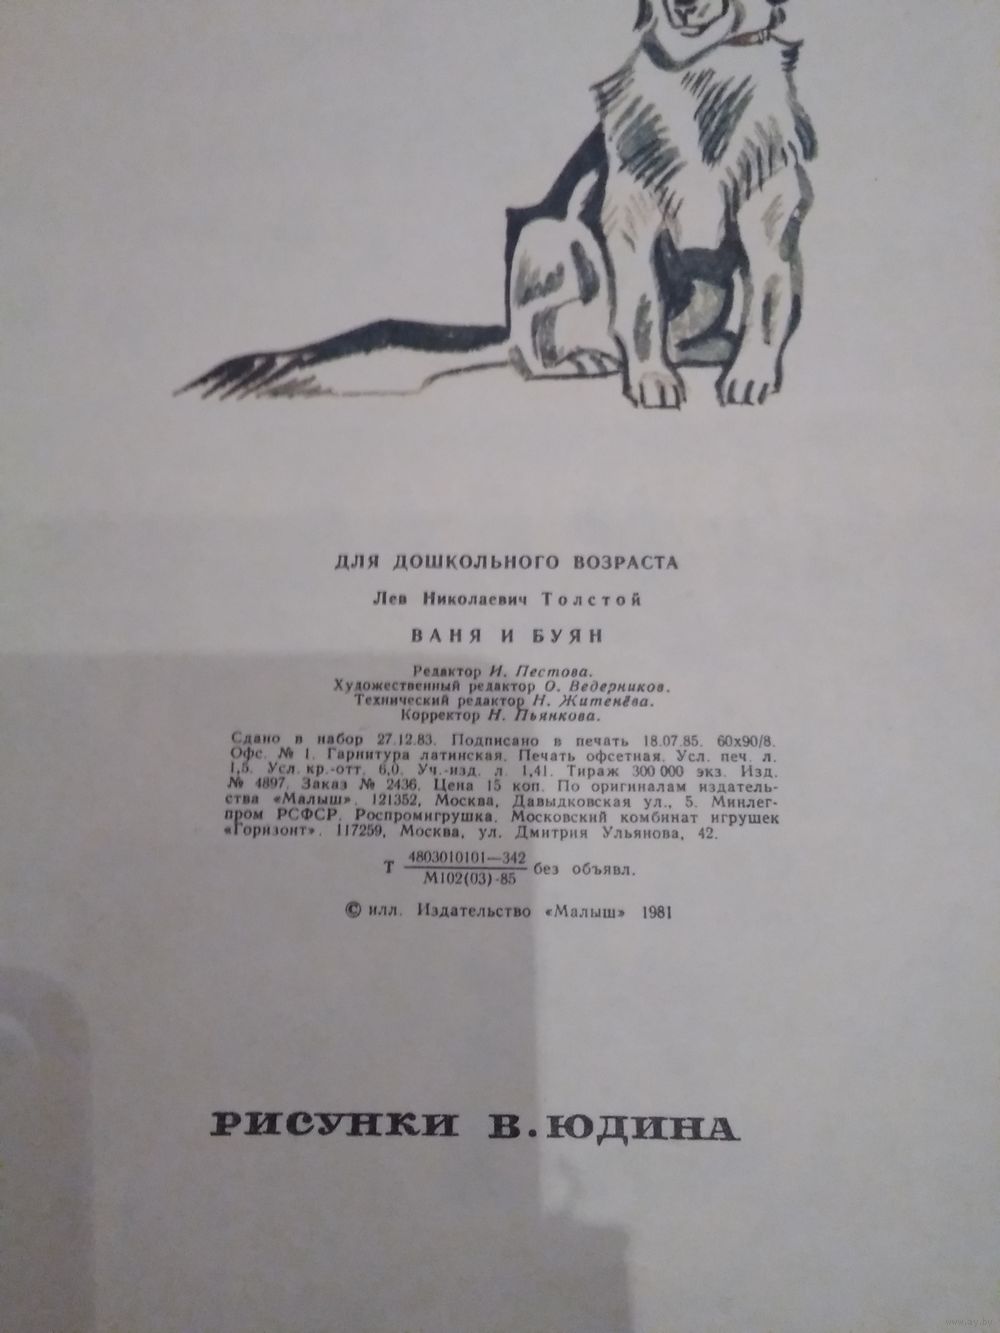 ДЛЯ ДОШКОЛЬНОГО ВОЗРАСТА
Лев Николаевич Толстой
ВАНЯ И БУЯН
Редактор И. Пестова.
Художественный редактор О. Ведерников.
Технический редактор Н. Житенёва.
Корректор Н. Пьянкова.
Сдано в набор 27.12.83. Подписано в печать 18.07.85. 60х90/8.
Офс. № 1. Гарнитура латинская. Печать офсетная. Усл. печ. л.
1,5. Усл. кр.-отт. 6,0. Уч.-изд. л. 1,41. Тираж 300 000 экз. Изд.
№ 4897. Заказ № 2436. Цена 15 коп. По оригиналам издатель-
ства «Малыш». 121352, Москва, Давыдковская ул., 5. Минлег-
пром РСФСР. Роспромигрушка. Московский комбинат игрушек
«Горизонт». 117259, Москва, ул. Дмитрия Ульянова, 42.
Т 4803010101—342 без объявл.
М102(03)-85
© илл. Издательство «Малыш» 1981
РИСУНКИ В. ЮДИНА
www.ay.by